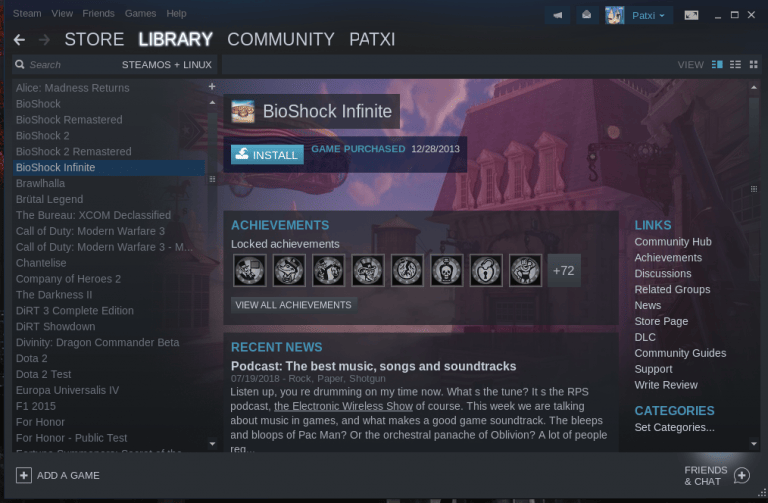 Steam View Friends Games Help
Patxi
STORE LIBRARY COMMUNITY PATXI
Search STEAMOS + LINUX
VIEW
Alice: Madness Returns
BioShock
BioShock Remastered
BioShock 2
BioShock 2 Remastered
BioShock Infinite
Brawlhalla
Brütal Legend
The Bureau: XCOM Declassified
Call of Duty: Modern Warfare 3
Call of Duty: Modern Warfare 3 - M...
Chantelise
Company of Heroes 2
The Darkness II
DiRT 3 Complete Edition
DiRT Showdown
Divinity: Dragon Commander Beta
Dota 2
Dota 2 Test
Europa Universalis IV
F1 2015
For Honor
For Honor - Public Test
BioShock Infinite
INSTALL
GAME PURCHASED 12/28/2013
ACHIEVEMENTS
Locked achievements
+72
VIEW ALL ACHIEVEMENTS
RECENT NEWS
Podcast: The best music, songs and soundtracks
07/19/2018 - Rock, Paper, Shotgun
Listen up, you re drumming on my time now. What s the tune? It s the RPS
podcast, the Electronic Wireless Show of course. This week we are talking
about music in games, and what makes a good game soundtrack. The bleeps
and bloops of Pac Man? Or the orchestral panache of Oblivion? A lot of people
reg...
LINKS
Community Hub
Achievements
Discussions
Related Groups
News
Store Page
DLC
Community Guides
Support
Write Review
CATEGORIES
Set Categories...
ADD A GAME
FRIENDS
& CHAT